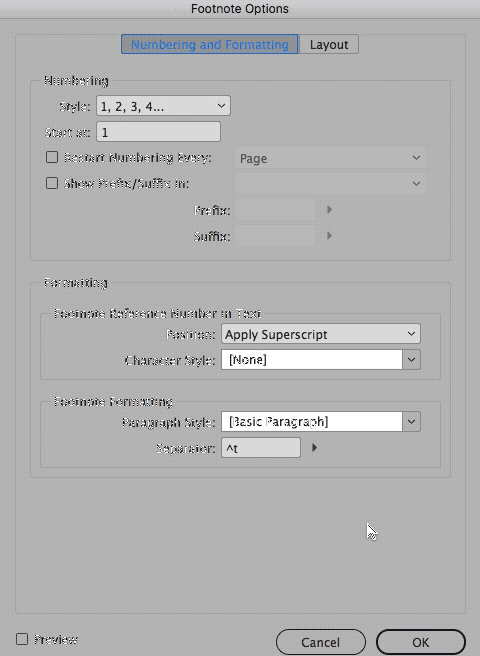 Footnote Options
Numbering and Formatting Layout
Numbering
Style: 1, 2, 3, 4...
Start at: 1
Restart Numbering Every: Page
Show Prefix/Suffix in:
Prefix:
Suffix:
Formatting
Footnote Reference Number in Text
Position: Apply Superscript
Character Style: [None]
Footnote Formatting
Paragraph Style: [Basic Paragraph]
Separator: ^t
Preview Cancel OK